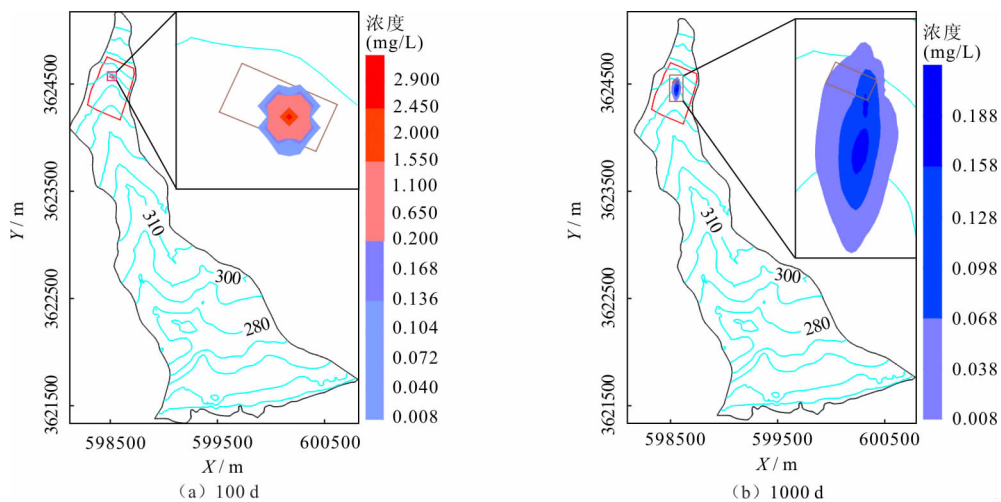 浓度
(mg/L)
2.900
2.450
2.000
1.550
1.100
0.650
0.200
0.168
0.136
0.104
0.072
0.040
0.008
3624500
3623500
3622500
3621500
Y / m
310
300
280
598500 599500 600500
X / m
(a) 100 d
浓度
(mg/L)
0.188
0.158
0.128
0.098
0.068
0.038
0.008
3624500
3623500
3622500
3621500
Y / m
310
300
280
598500 599500 600500
X / m
(b) 1000 d